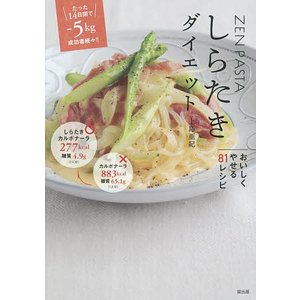 たった
14日間で
-5kg
成功者続々!!
ZEN PASTA
しらたき
ダイエット
おいしく
やせる
81レシピ
しらたき
カルボナーラ
277kcal
糖質 4.9g
カルボナーラ
883kcal
糖質 65.1g